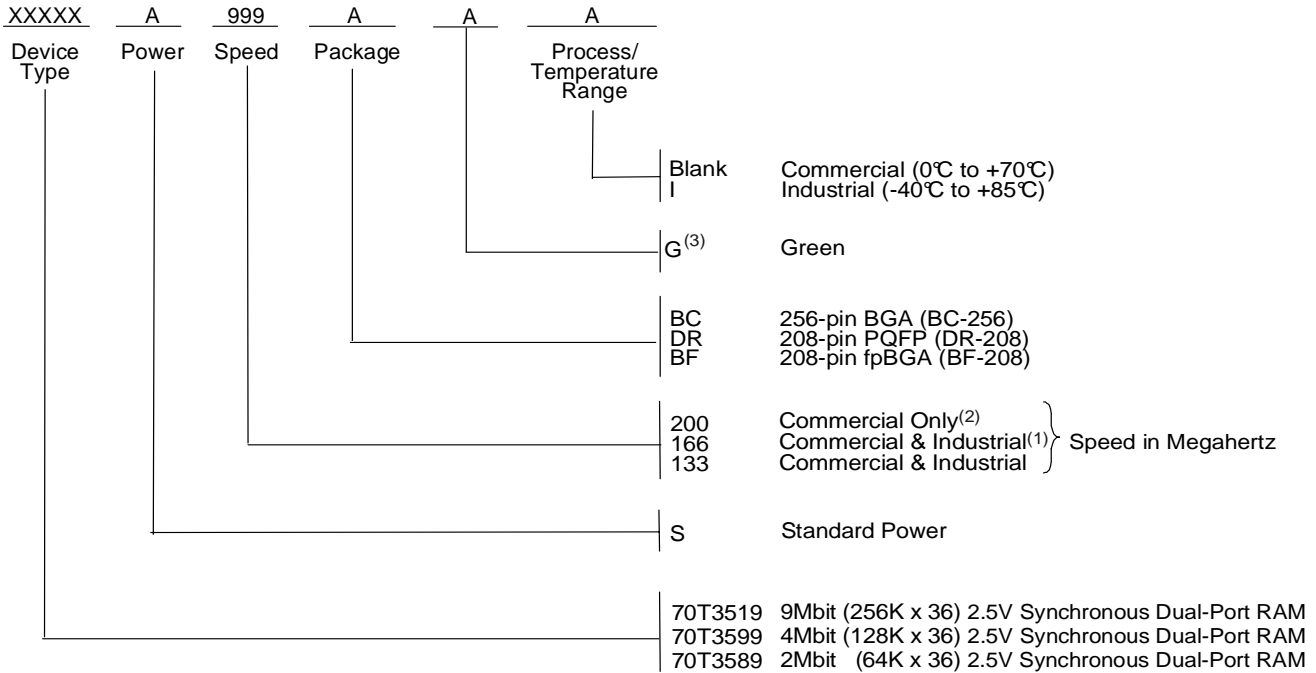 XXXXX A 999 A A A
Device Type Power Speed Package Process/ Temperature Range
Blank Commercial (0°C to +70°C)
I Industrial (-40°C to +85°C)
G(3) Green
BC 256-pin BGA (BC-256)
DR 208-pin PQFP (DR-208)
BF 208-pin fpBGA (BF-208)
200 Commercial Only(2)
166 Commercial & Industrial(1) Speed in Megahertz
133 Commercial & Industrial
S Standard Power
70T3519 9Mbit (256K x 36) 2.5V Synchronous Dual-Port RAM
70T3599 4Mbit (128K x 36) 2.5V Synchronous Dual-Port RAM
70T3589 2Mbit (64K x 36) 2.5V Synchronous Dual-Port RAM